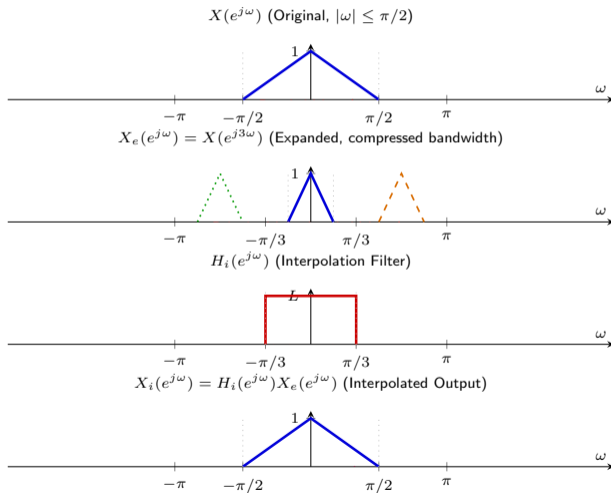 X(e^{jω}) (Original, |ω| ≤ π/2)
1
ω
−π −π/2 π/2 π
X_e(e^{jω}) = X(e^{j3ω}) (Expanded, compressed bandwidth)
1
ω
−π −π/3 π/3 π
H_i(e^{jω}) (Interpolation Filter)
L
ω
−π −π/3 π/3 π
X_i(e^{jω}) = H_i(e^{jω})X_e(e^{jω}) (Interpolated Output)
1
ω
−π −π/2 π/2 π